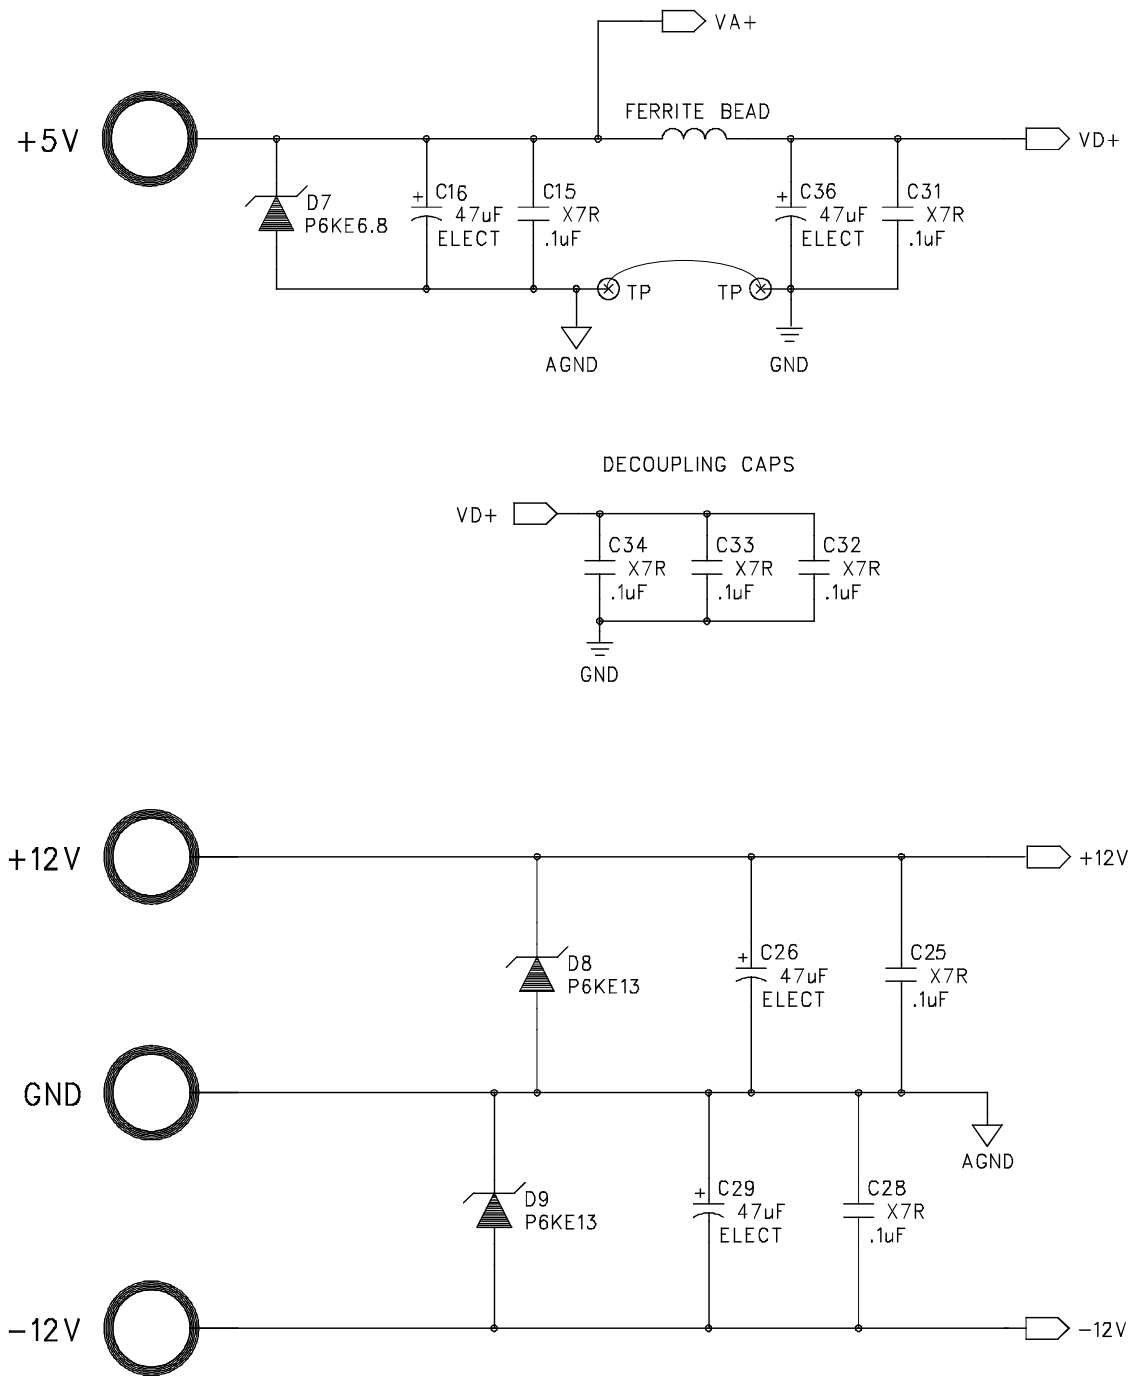 VA+
FERRITE BEAD
+5V
VD+
D7
P6KE6.8
+
C16
47uF
ELECT
C15
X7R
.1uF
+
C36
47uF
ELECT
C31
X7R
.1uF
TP
TP
AGND
GND
DECOUPLING CAPS
VD+
C34
X7R
.1uF
C33
X7R
.1uF
C32
X7R
.1uF
GND
+12V
+12V
D8
P6KE13
+
C26
47uF
ELECT
C25
X7R
.1uF
GND
AGND
D9
P6KE13
+
C29
47uF
ELECT
C28
X7R
.1uF
-12V
-12V